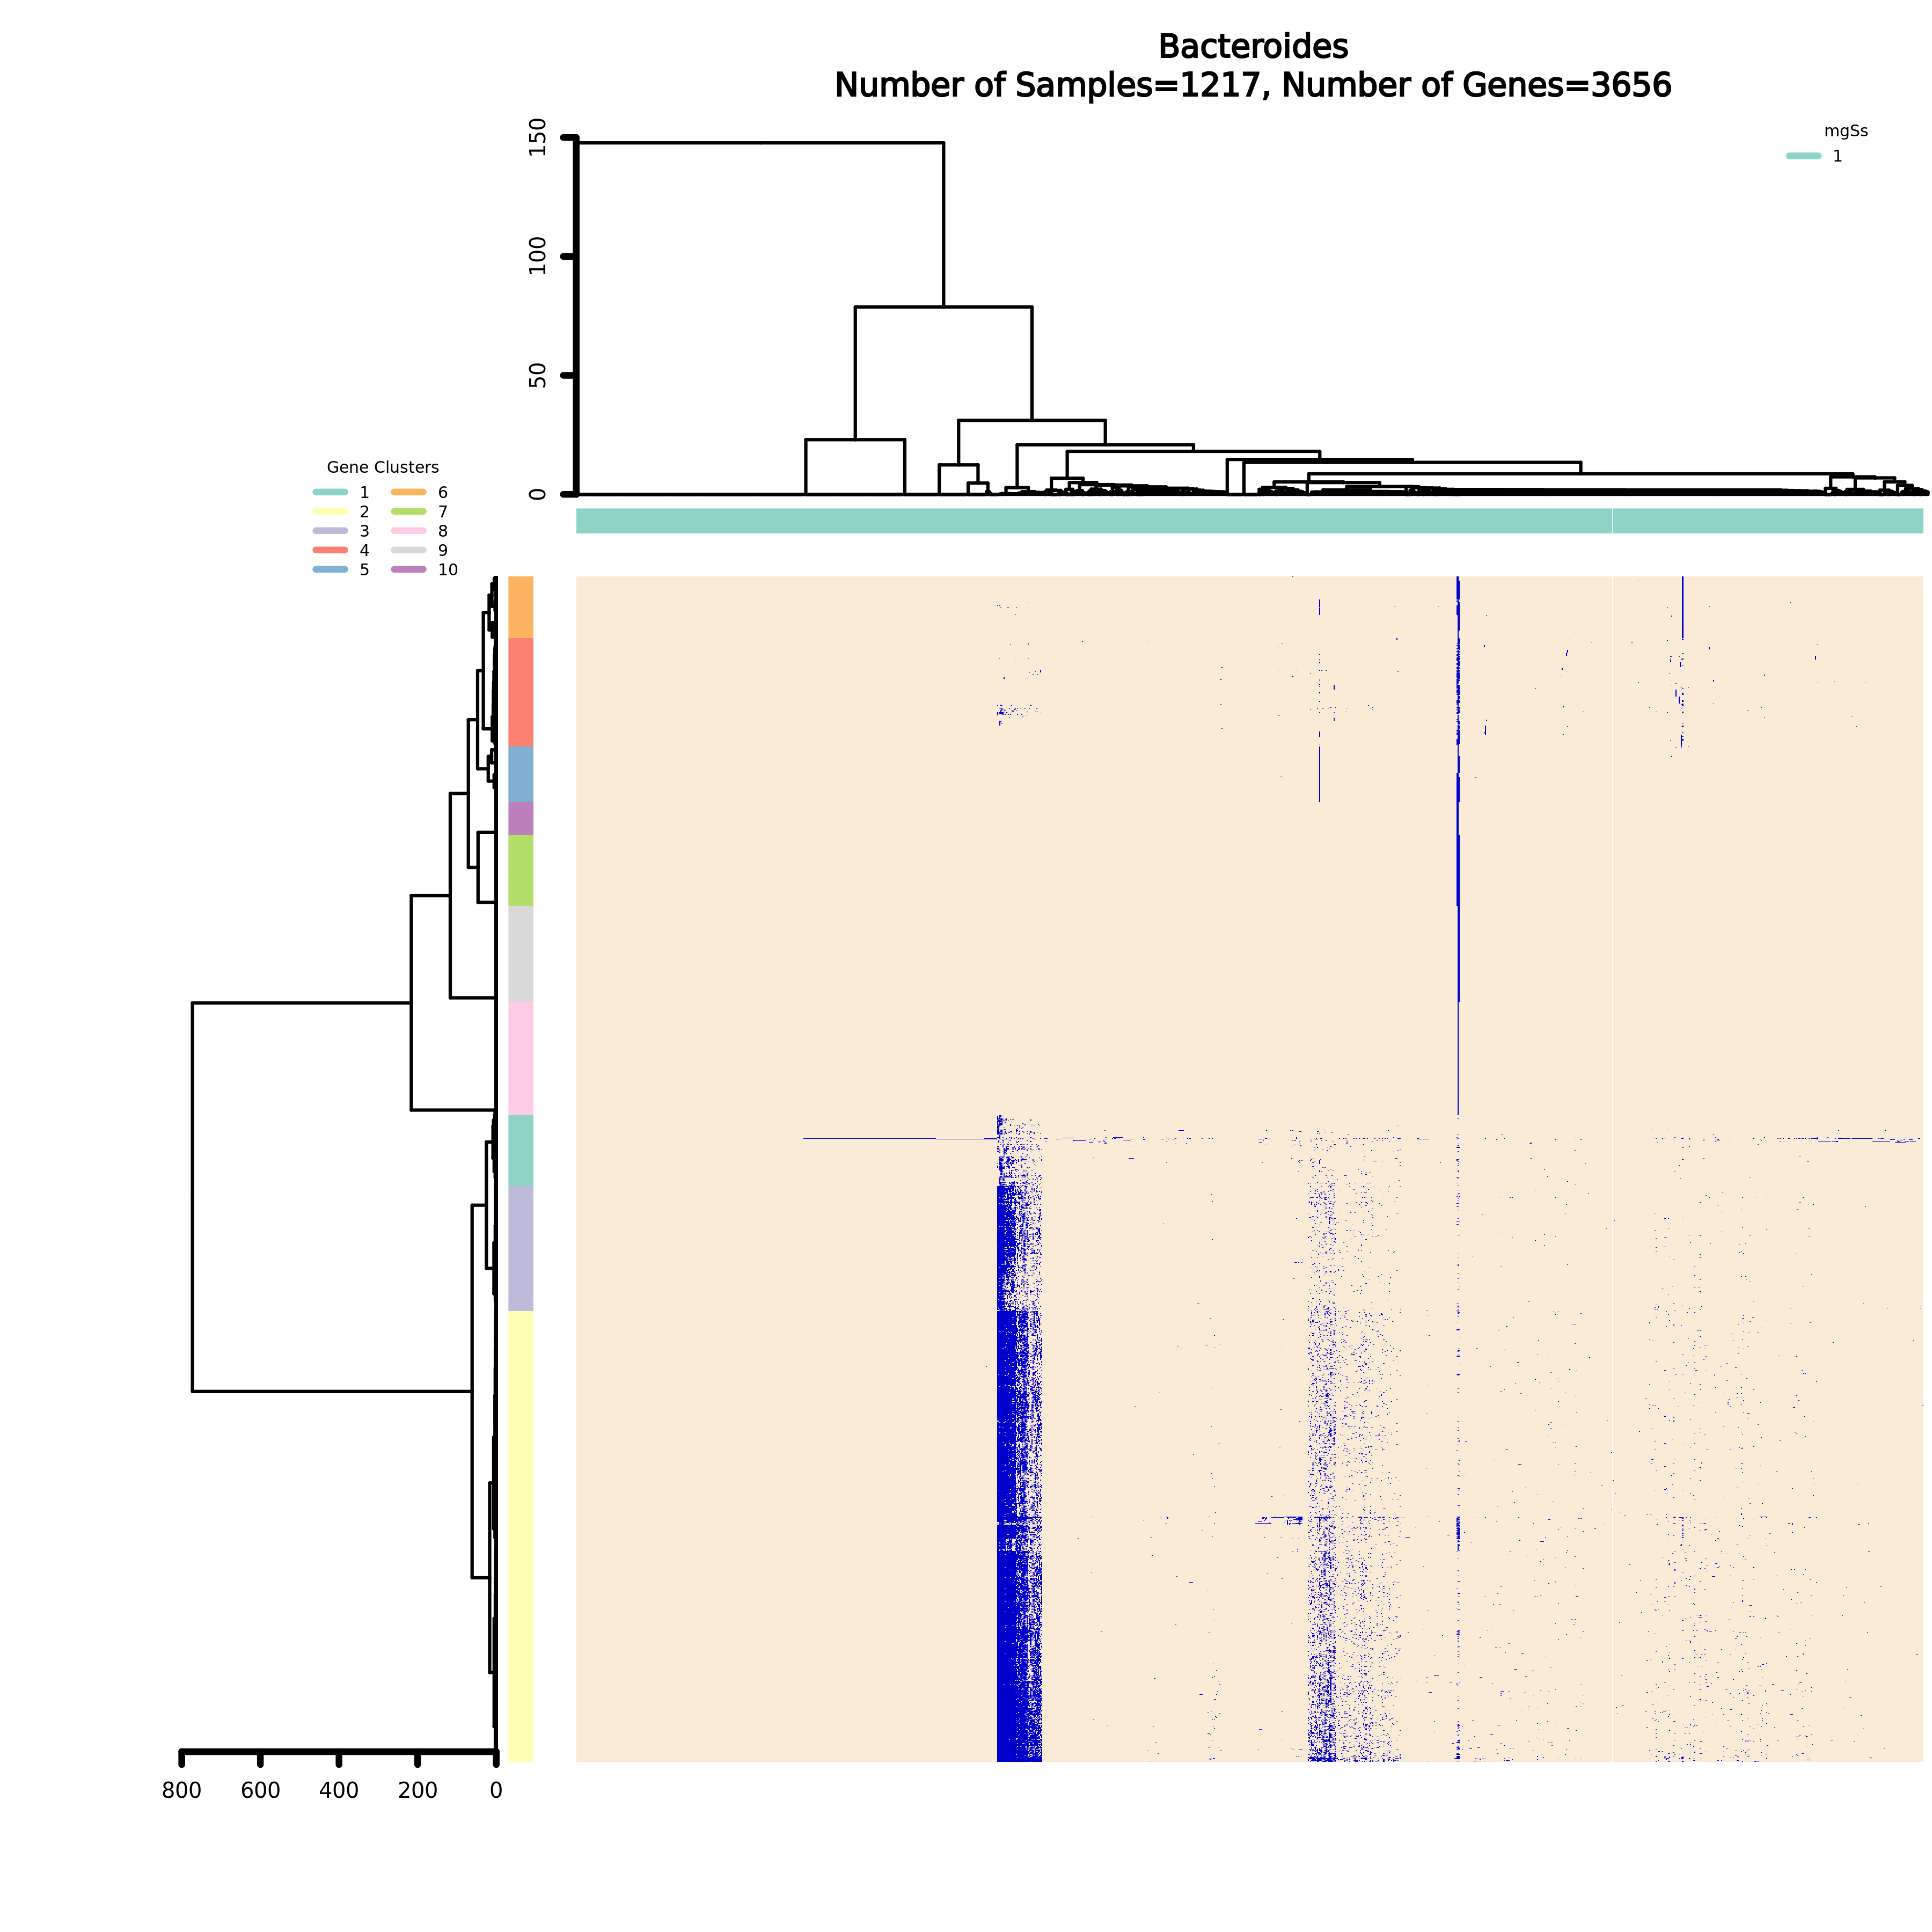 Bacteroides
Number of Samples=1217, Number of Genes=3656
mgSs
1
150
100
50
0
Gene Clusters
1 6
2 7
3 8
4 9
5 10
800 600 400 200 0